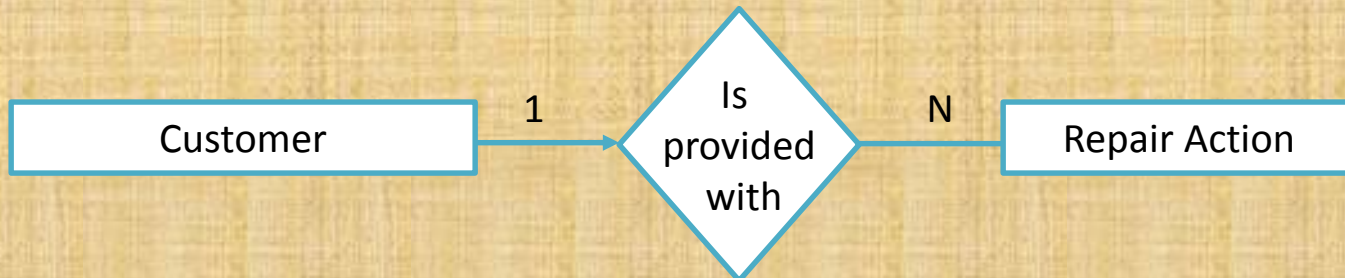 Customer
1
Is
provided
with
N
Repair Action